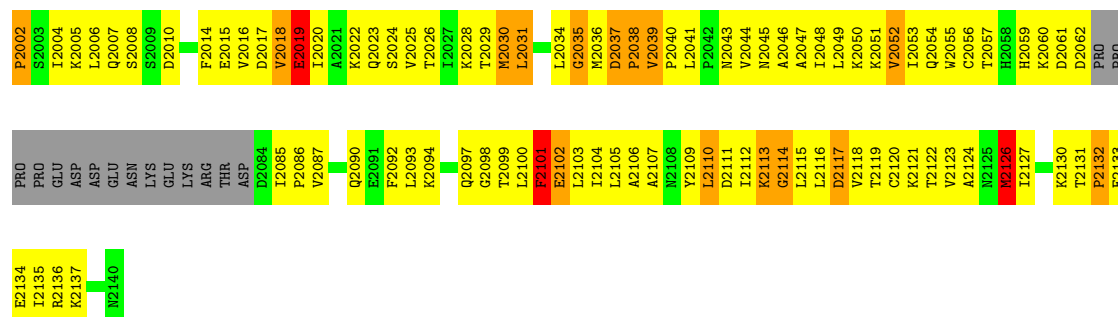 P2002 S2003 I2004 K2005 L2006 Q2007 S2008 S2009 D2010 F2014 E2015 V2016 D2017 V2018 E2019 I2020 A2021 K2022 Q2023 S2024 V2025 T2026 I2027 K2028 T2029 M2030 L2031 L2034 G2035 M2036 D2037 P2038 V2039 P2040 L2041 P2042 N2043 V2044 N2045 A2046 A2047 I2048 L2049 K2050 K2051 V2052 I2053 Q2054 W2055 C2056 T2057 H2058 H2059 K2060 D2061 D2062 PRO PRO
PRO PRO GLU ASP ASP GLU ASN LYS GLU LYS ARG THR ASP D2084 I2085 P2086 V2087 Q2090 E2091 F2092 L2093 K2094 Q2097 G2098 T2099 L2100 F2101 E2102 L2103 I2104 L2105 A2106 A2107 N2108 Y2109 L2110 D2111 I2112 K2113 G2114 L2115 L2116 D2117 V2118 T2119 C2120 K2121 T2122 V2123 A2124 N2125 M2126 I2127 K2130 T2131 P2132
E2134 I2135 R2136 K2137 N2140